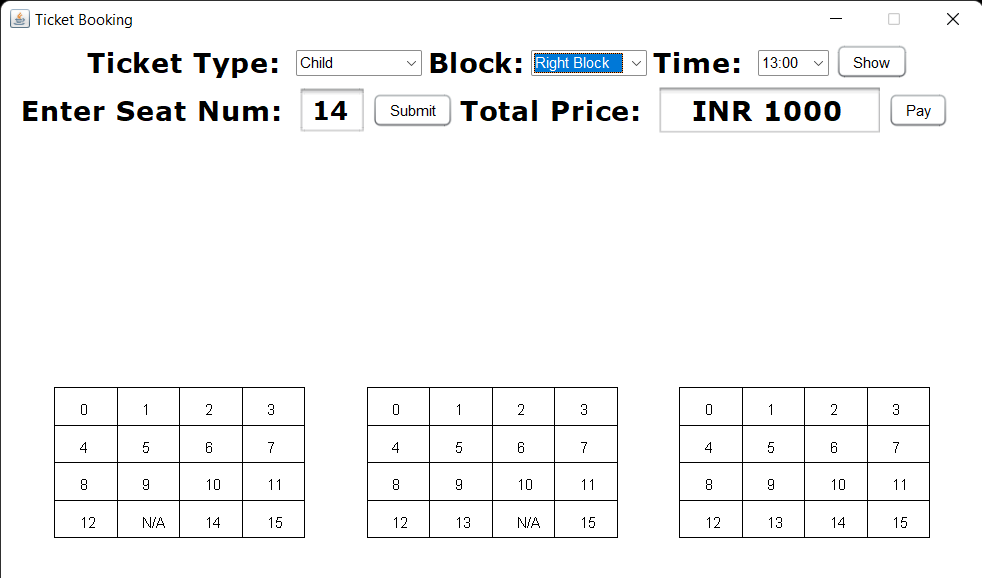 Ticket Booking
Ticket Type: Child Block: Right Block Time: 13:00 Show
Enter Seat Num: 14 Submit Total Price: INR 1000 Pay
0 1 2 3 0 1 2 3 0 1 2 3
4 5 6 7 4 5 6 7 4 5 6 7
8 9 10 11 8 9 10 11 8 9 10 11
12 N/A 14 15 12 13 N/A 15 12 13 14 15